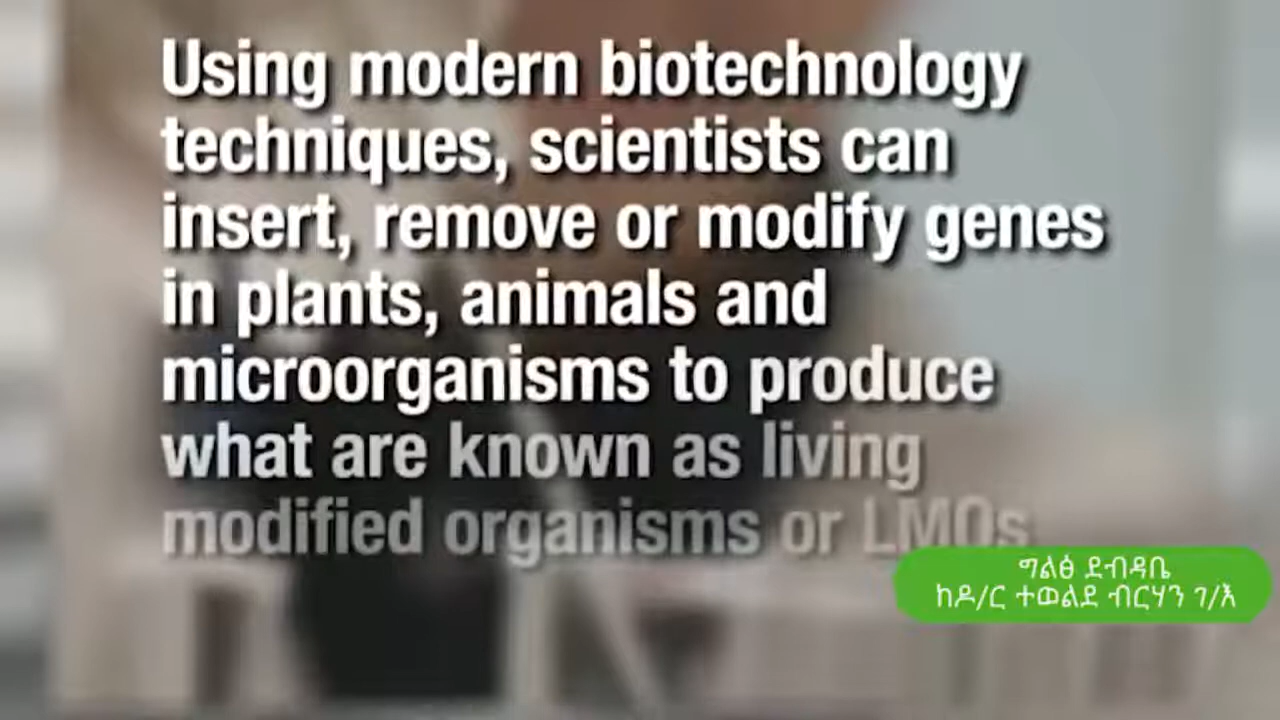 Using modern biotechnology
techniques, scientists can
insert, remove or modify genes
in plants, animals and
microorganisms to produce
what are known as living
modified organisms or LMOs
ግልፅ ደብዳቤ
ከዶ/ር ተወልደ ብርሃን ገ/እ